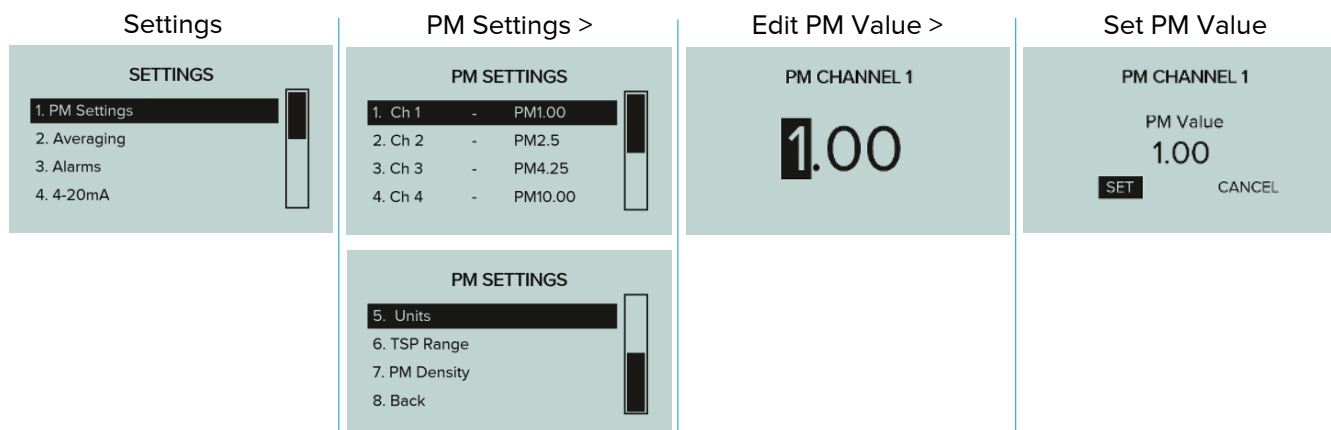 Settings
SETTINGS
1. PM Settings
2. Averaging
3. Alarms
4. 4-20mA
PM Settings >
PM SETTINGS
1. Ch 1 - PM1.00
2. Ch 2 - PM2.5
3. Ch 3 - PM4.25
4. Ch 4 - PM10.00
PM SETTINGS
5. Units
6. TSP Range
7. PM Density
8. Back
Edit PM Value >
PM CHANNEL 1
1.00
Set PM Value
PM CHANNEL 1
PM Value
1.00
SET CANCEL